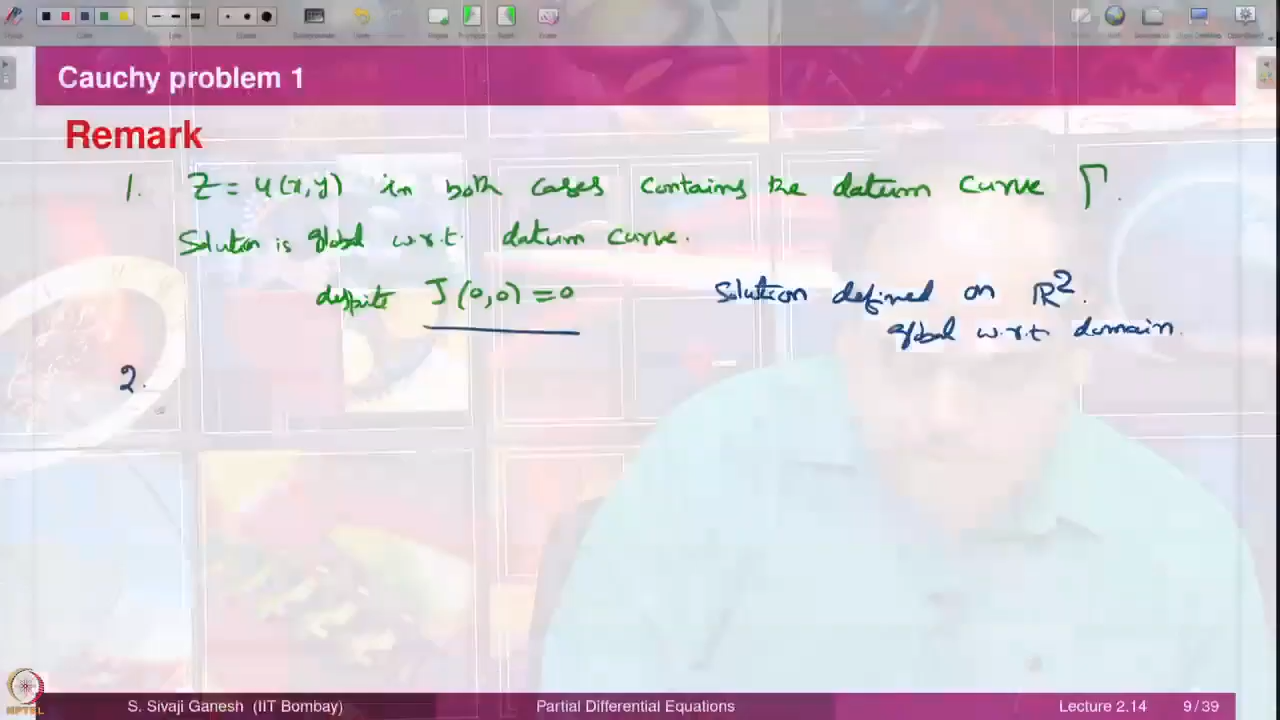 Cauchy problem 1
Remark
1. Z = u(x,y) in both cases contains the datum curve Γ.
Solution is global w.r.t. datum curve.
despite J(0,0) = 0
Solution defined on ℝ².
global w.r.t. domain.
2.
S. Sivaji Ganesh (IIT Bombay) Partial Differential Equations Lecture 2.14 9/39
NPTEL